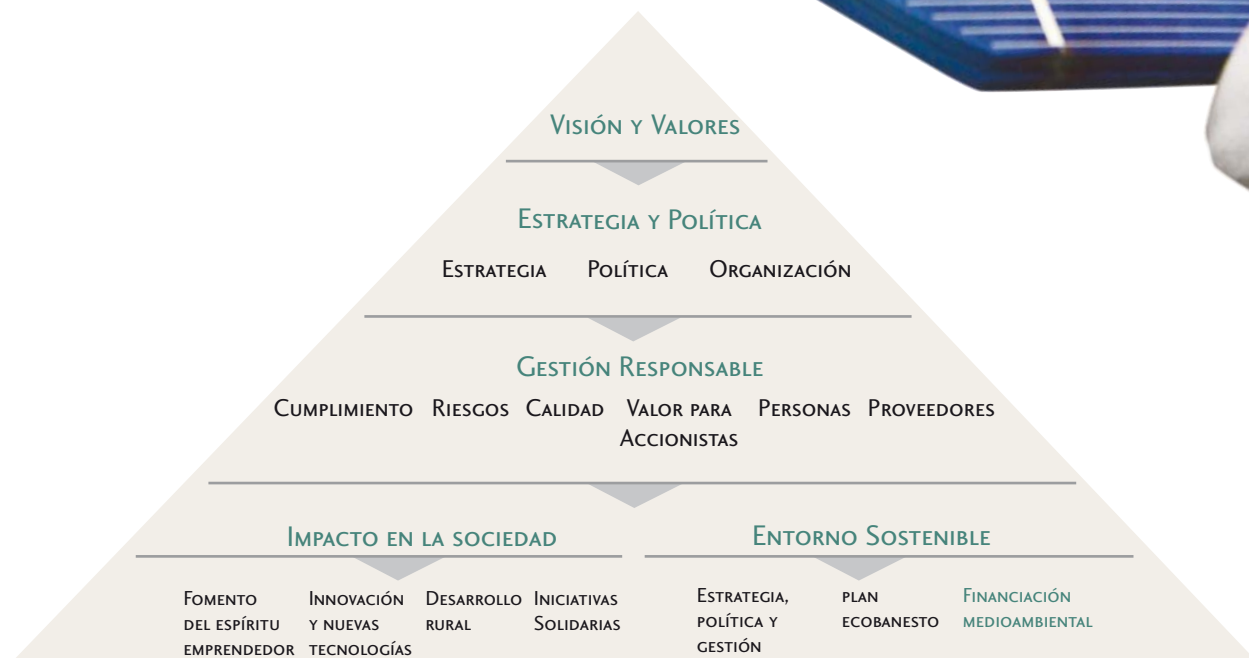 Visión y Valores
Estrategia y Política
Estrategia Política Organización
Gestión Responsable
Cumplimiento Riesgos Calidad Valor para Personas Proveedores
Accionistas
Impacto en la sociedad Entorno Sostenible
Fomento Innovación Desarrollo Iniciativas
del espíritu y nuevas rural Solidarias
emprendedor tecnologías
Estrategia, plan Financiación
política y ecobanesto medioambiental
gestión